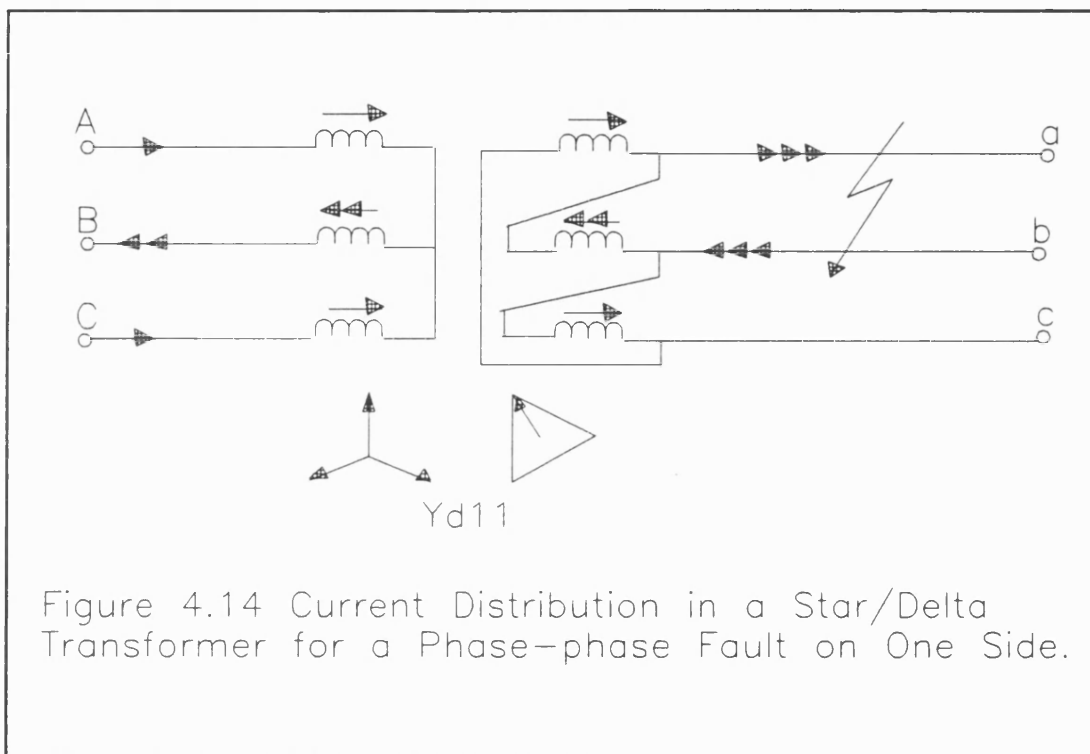 A
a
B
b
C
c
Yd11
Figure 4.14 Current Distribution in a Star/Delta
Transformer for a Phase-phase Fault on One Side.